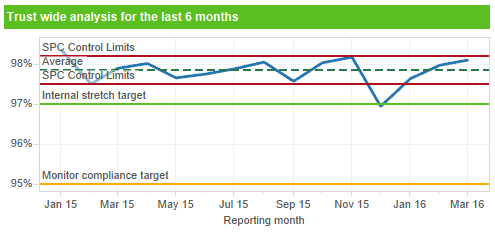 Trust wide analysis for the last 6 months
SPC Control Limits
98%
Average
SPC Control Limits
Internal stretch target
97%
96%
Monitor compliance target
95%
Jan 15 Mar 15 May 15 Jul 15 Sep 15 Nov 15 Jan 16 Mar 16
Reporting month